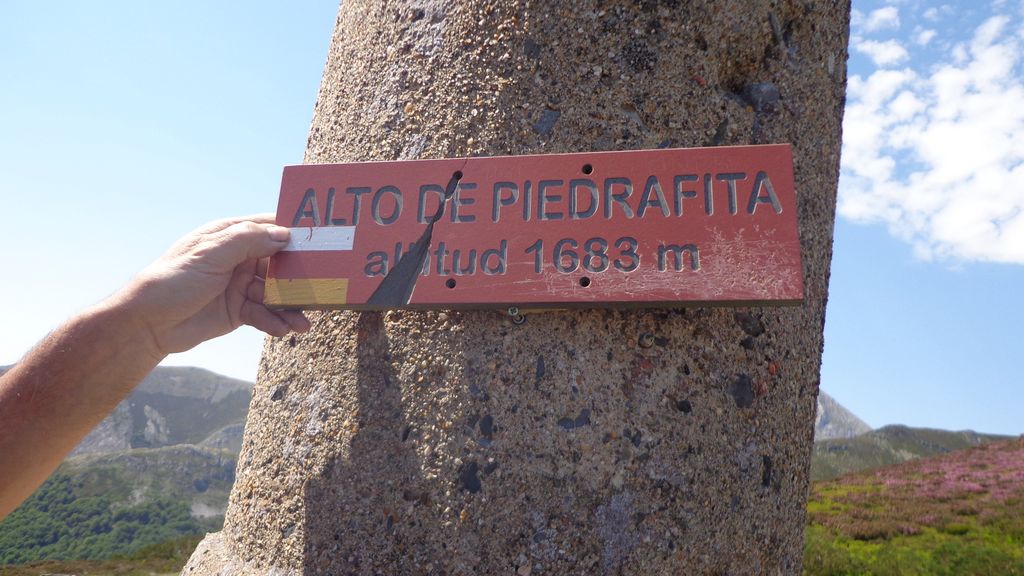 ALTO DE PIEDRAFITA
altitud 1683 m